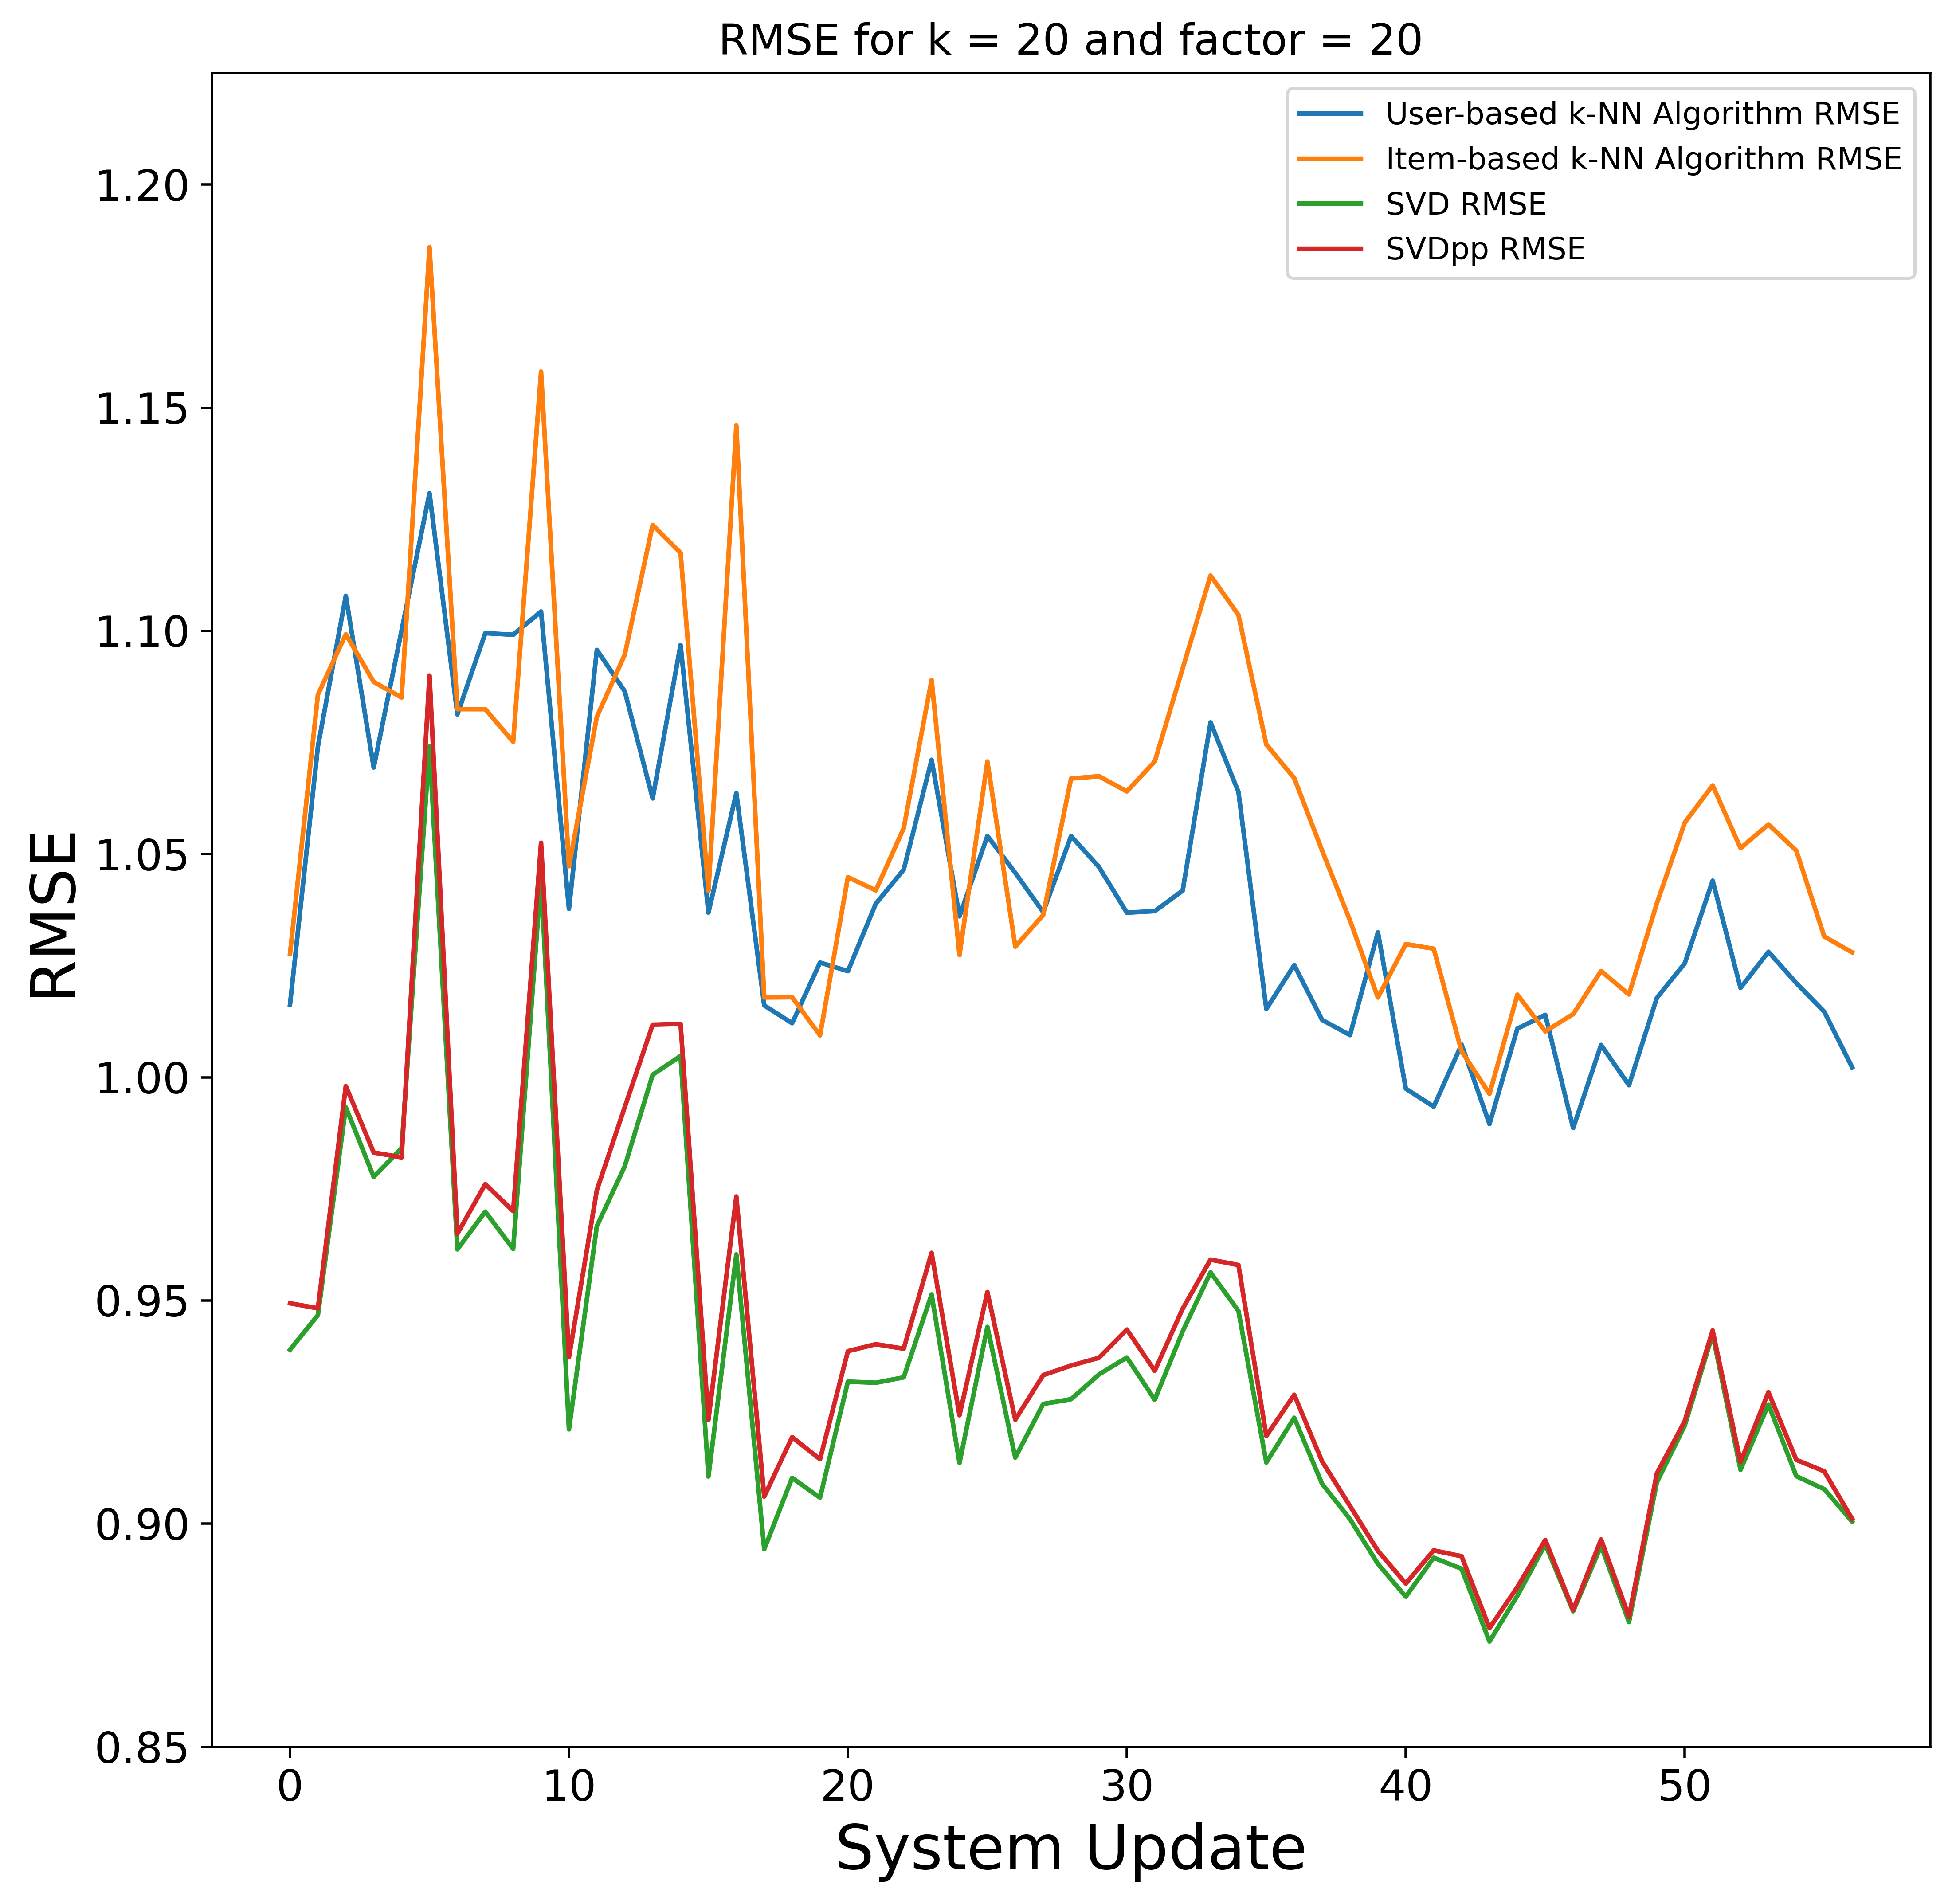 RMSE for k = 20 and factor = 20
User-based k-NN Algorithm RMSE
Item-based k-NN Algorithm RMSE
SVD RMSE
SVDpp RMSE
RMSE
1.20
1.15
1.10
1.05
1.00
0.95
0.90
0.85
0 10 20 30 40 50
System Update